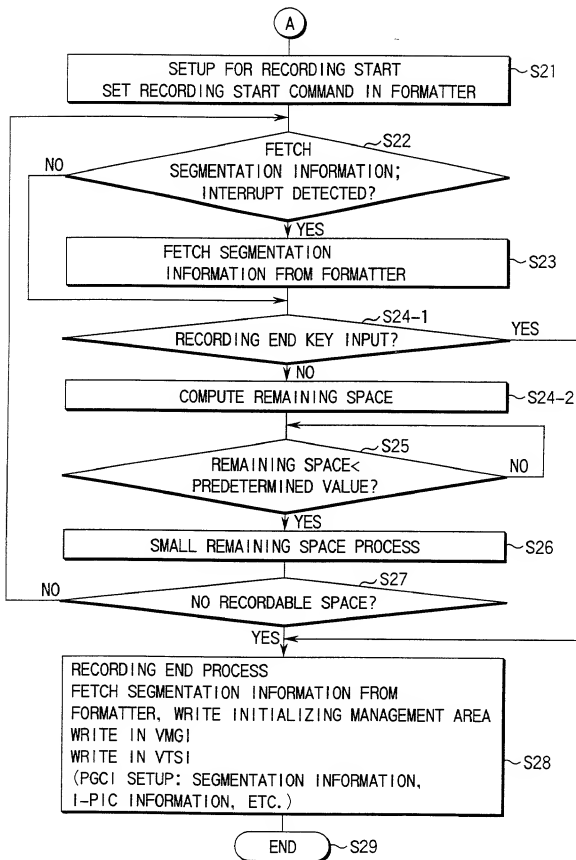 A
SETUP FOR RECORDING START
SET RECORDING START COMMAND IN FORMATTER
S21
S22
FETCH
SEGMENTATION INFORMATION;
INTERRUPT DETECTED?
NO
YES
FETCH SEGMENTATION
INFORMATION FROM FORMATTER
S23
S24-1
RECORDING END KEY INPUT?
YES
NO
COMPUTE REMAINING SPACE
S24-2
S25
REMAINING SPACE<
PREDETERMINED VALUE?
NO
YES
SMALL REMAINING SPACE PROCESS
S26
S27
NO
NO RECORDABLE SPACE?
YES
RECORDING END PROCESS
FETCH SEGMENTATION INFORMATION FROM
FORMATTER, WRITE INITIALIZING MANAGEMENT AREA
WRITE IN VMGI
WRITE IN VTSI
(PGCI SETUP: SEGMENTATION INFORMATION,
I-PIC INFORMATION, ETC.)
S28
END
S29